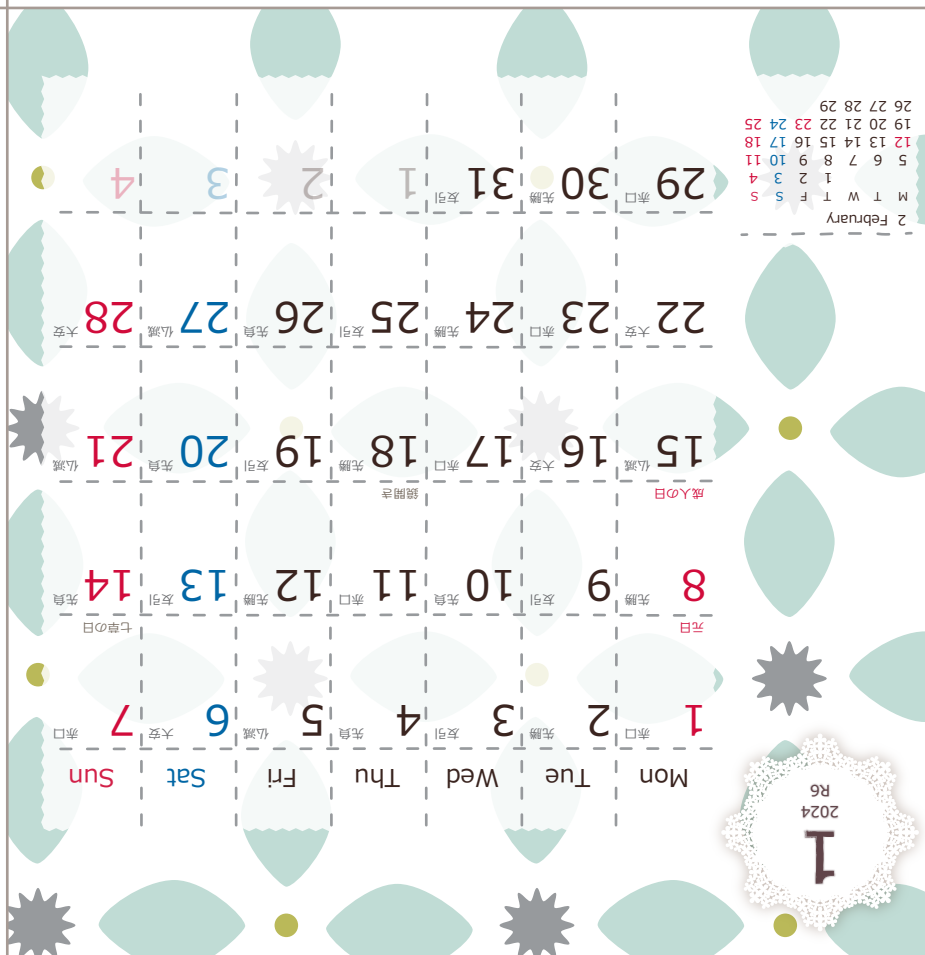 1
2024
R6
Mon Tue Wed Thu Fri Sat Sun
1 赤口 2 先勝 3 友引 4 先負 5 仏滅 6 大安 7 赤口
元日 七草の日
8 先勝 9 友引 10 先負 11 赤口 12 先勝 13 友引 14 先負
成人の日 鏡開き
15 仏滅 16 大安 17 赤口 18 先勝 19 友引 20 先負 21 仏滅
22 大安 23 赤口 24 先勝 25 友引 26 先負 27 仏滅 28 大安
29 赤口 30 先勝 31 友引 1 2 3 4
2 February
M T W T F S S
1 2 3 4
5 6 7 8 9 10 11
12 13 14 15 16 17 18
19 20 21 22 23 24 25
26 27 28 29